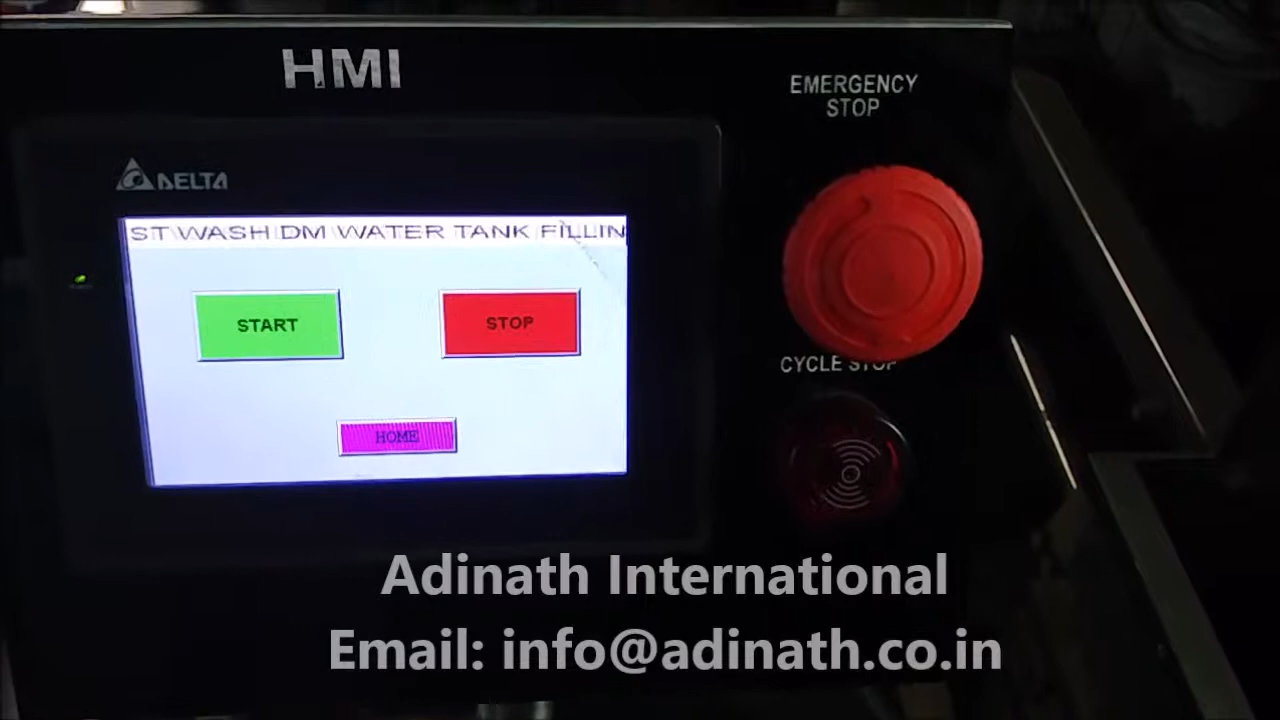 HMI
EMERGENCY
STOP
DELTA
ST WASH DM WATER TANK FILLIN
START
STOP
HOME
CYCLE STOP
Adinath International
Email: info@adinath.co.in